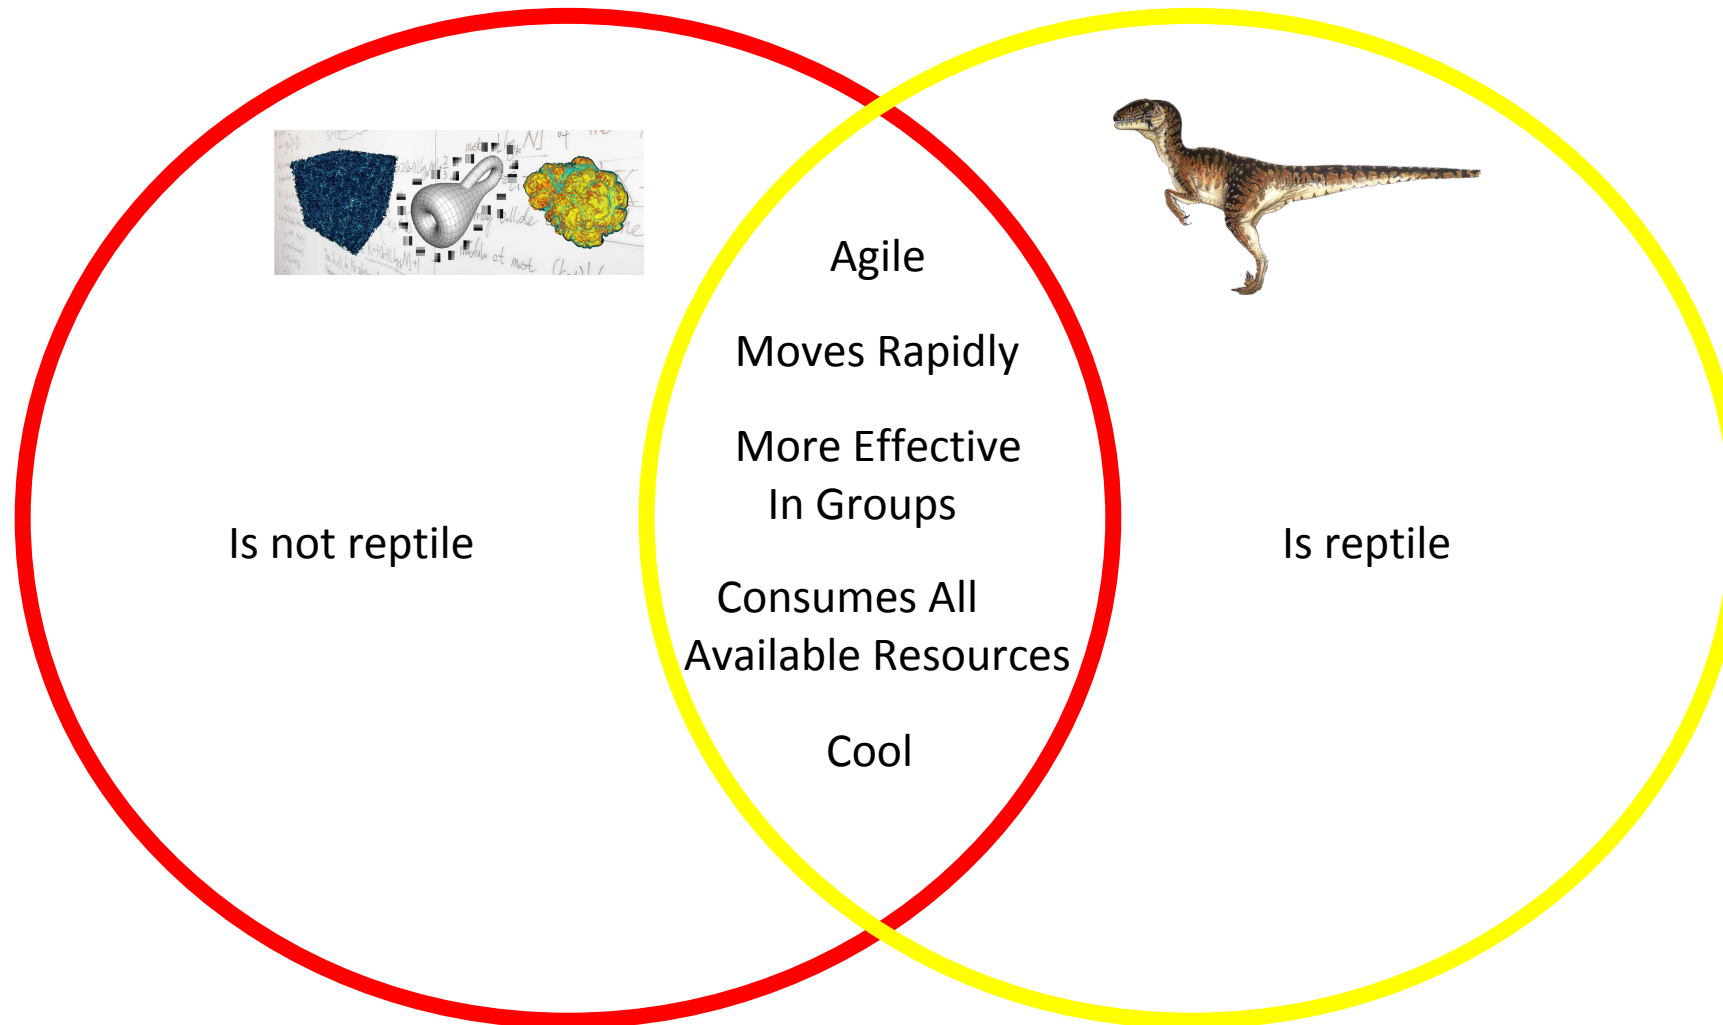 Agile
Moves Rapidly
More Effective
In Groups
Is not reptile
Is reptile
Consumes All
Available Resources
Cool